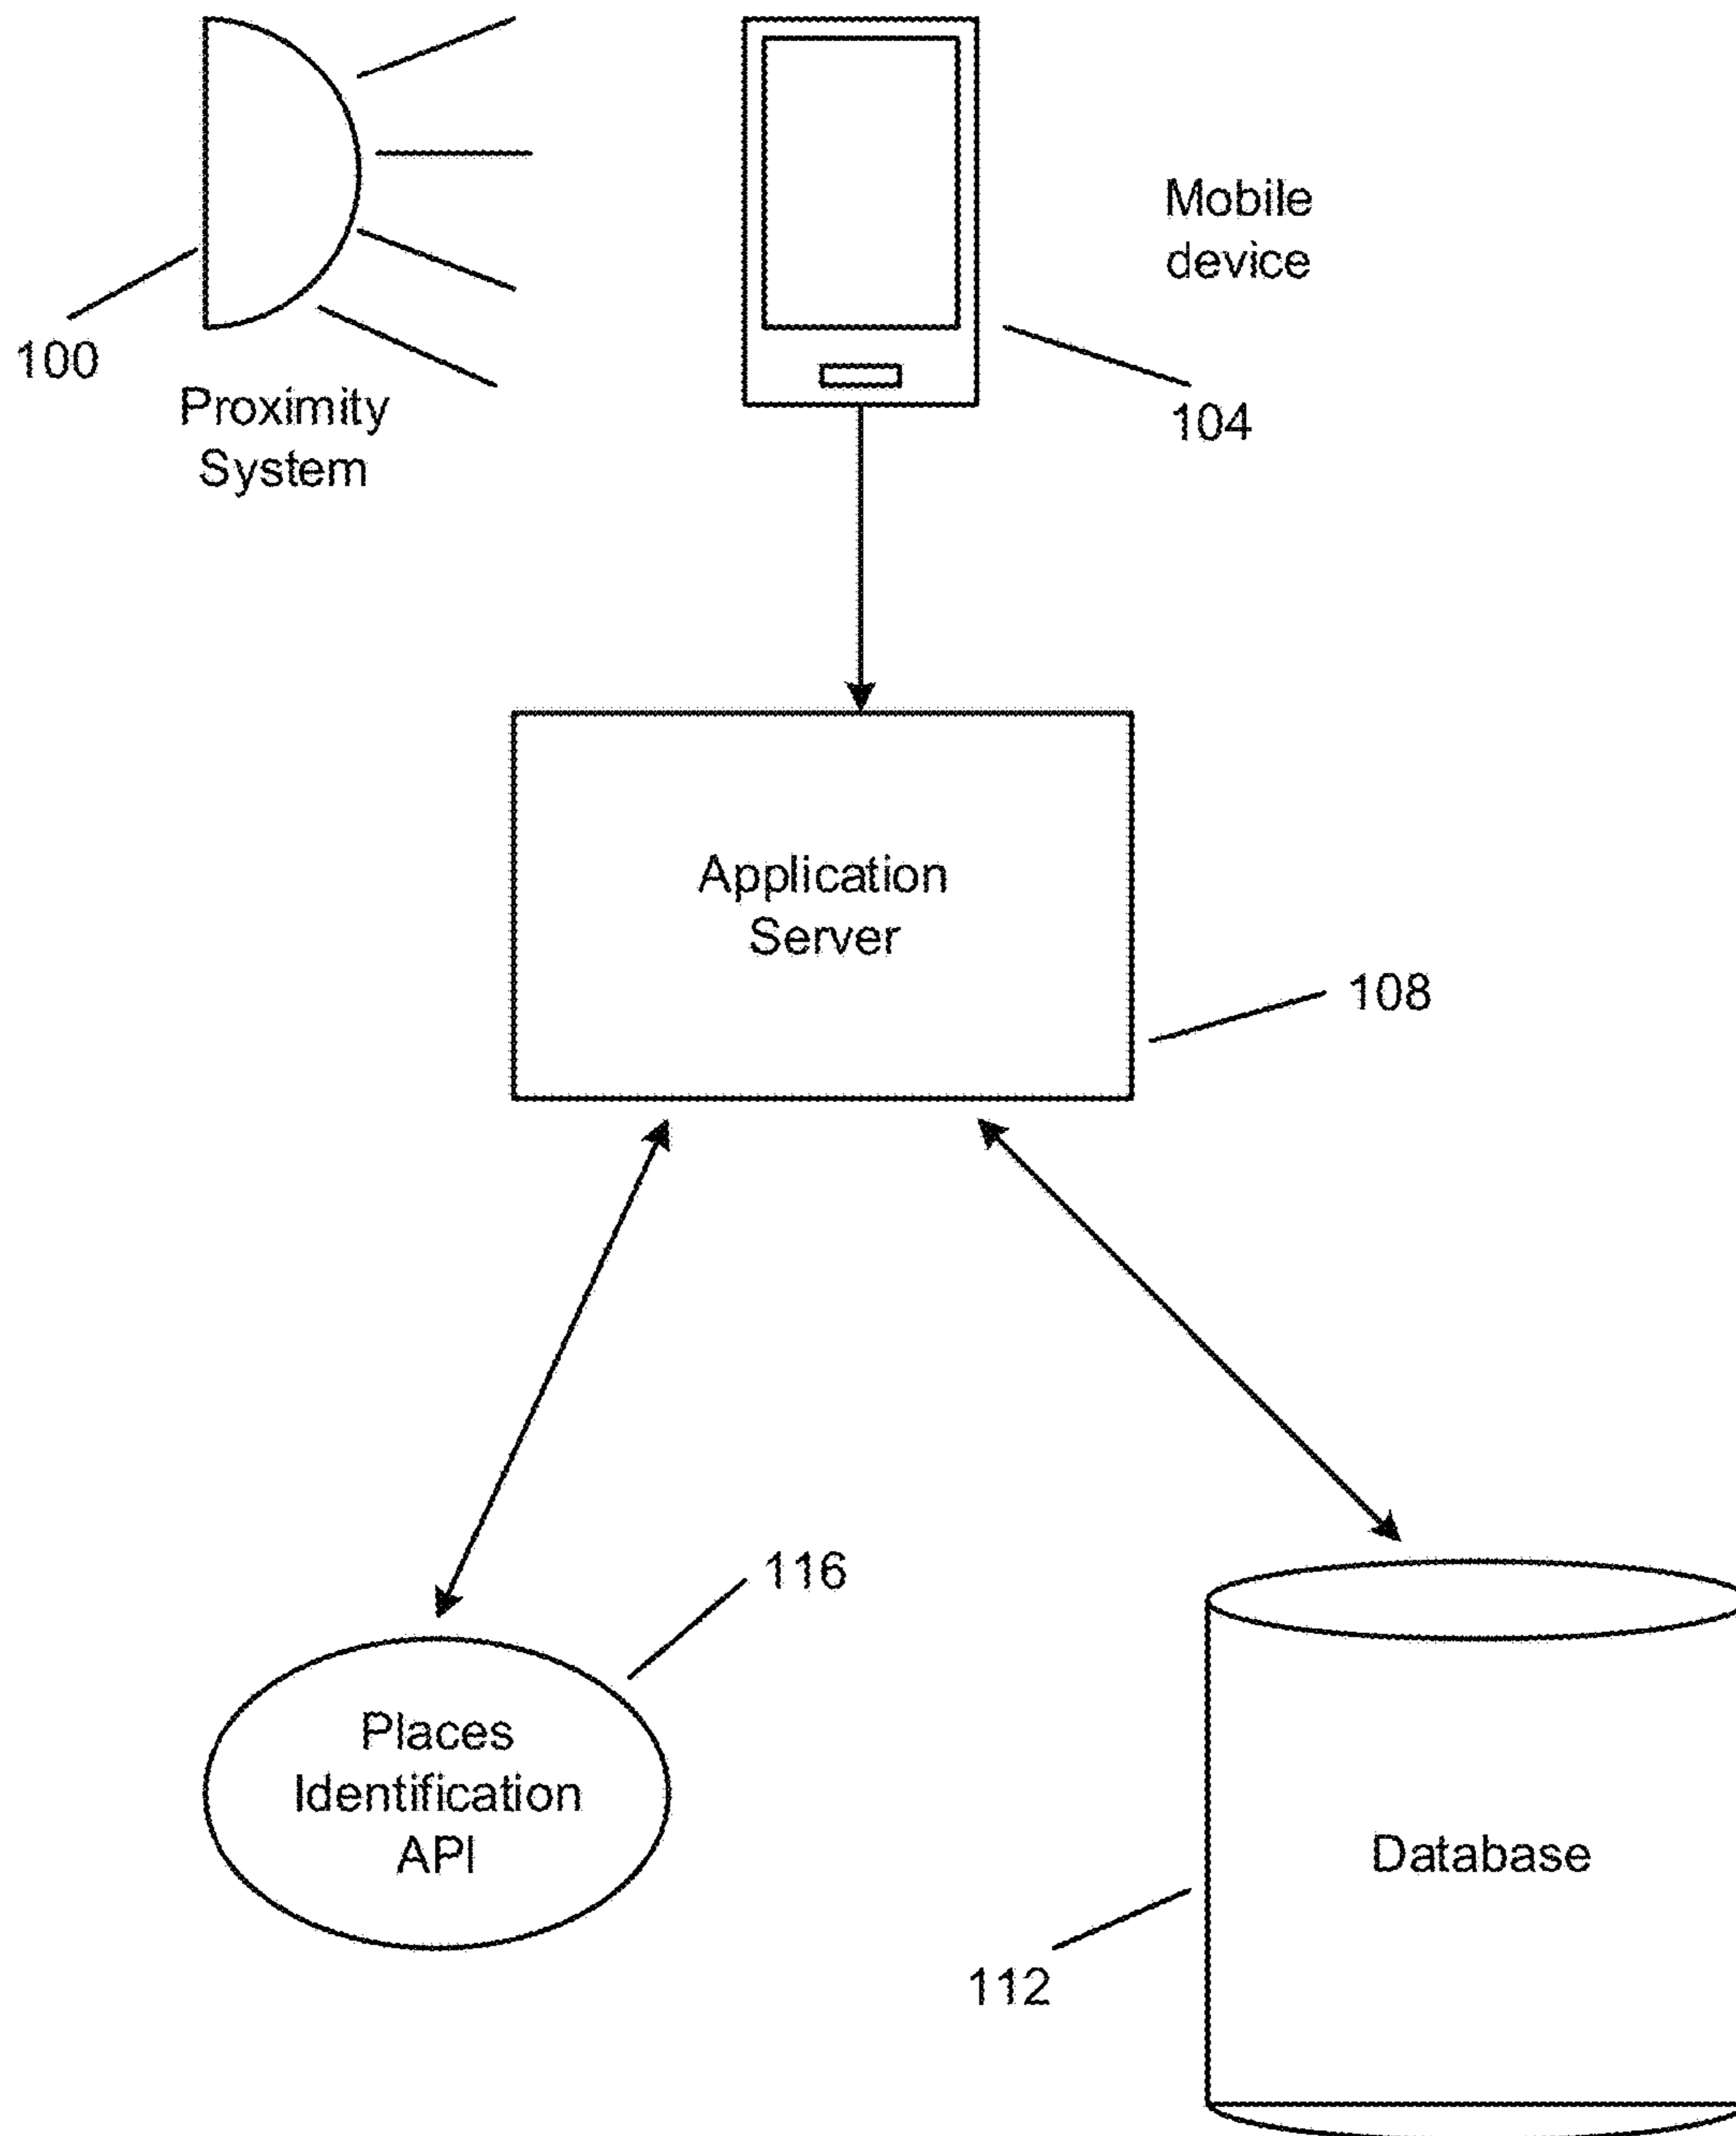 Mobile
device
100
Proximity
System
104
Application
Server
108
116
Places
Identification
API
Database
112